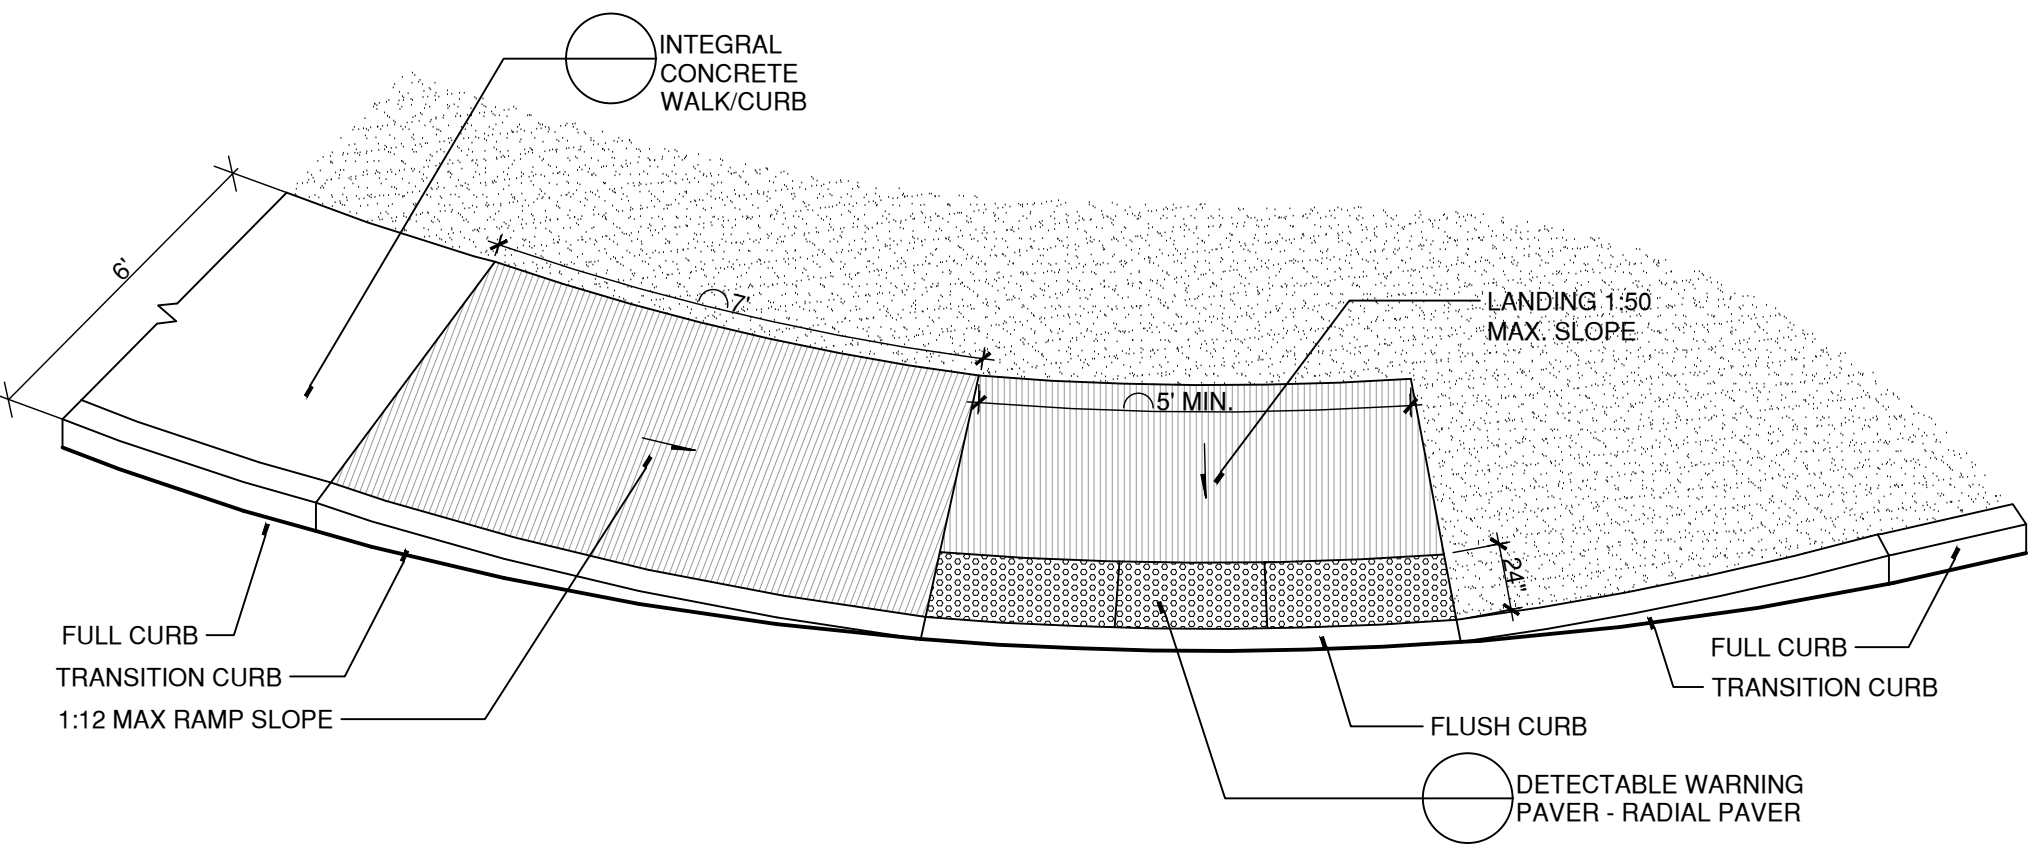 INTEGRAL
CONCRETE
WALK/CURB
6'
7'
LANDING 1:50
MAX. SLOPE
5' MIN.
24"
FULL CURB
TRANSITION CURB
1:12 MAX RAMP SLOPE
FULL CURB
TRANSITION CURB
FLUSH CURB
DETECTABLE WARNING
PAVER - RADIAL PAVER